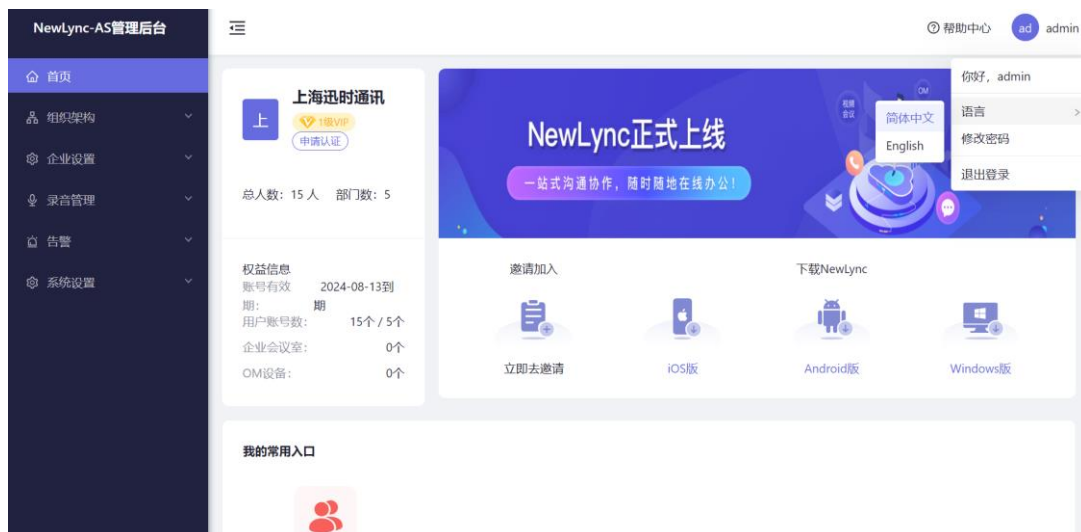 NewLync-AS管理后台
帮助中心
ad
admin
首页
组织架构
企业设置
录音管理
告警
系统设置
你好，admin
语言
修改密码
退出登录
简体中文
English
上
上海迅时通讯
1级VIP
申请认证
总人数: 15 人 部门数: 5
权益信息
账号有效期: 2024-08-13到期
用户账号数: 15个 / 5个
企业会议室: 0个
OM设备: 0个
NewLync正式上线
一站式沟通协作，随时随地在线办公！
视频会议
OM
邀请加入
下载NewLync
立即去邀请
iOS版
Android版
Windows版
我的常用入口